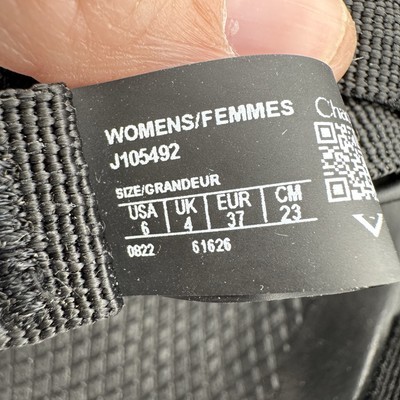 WOMENS/FEMMES
J105492
SIZE/GRANDEUR
USA UK EUR CM
6 4 37 23
0822 61626